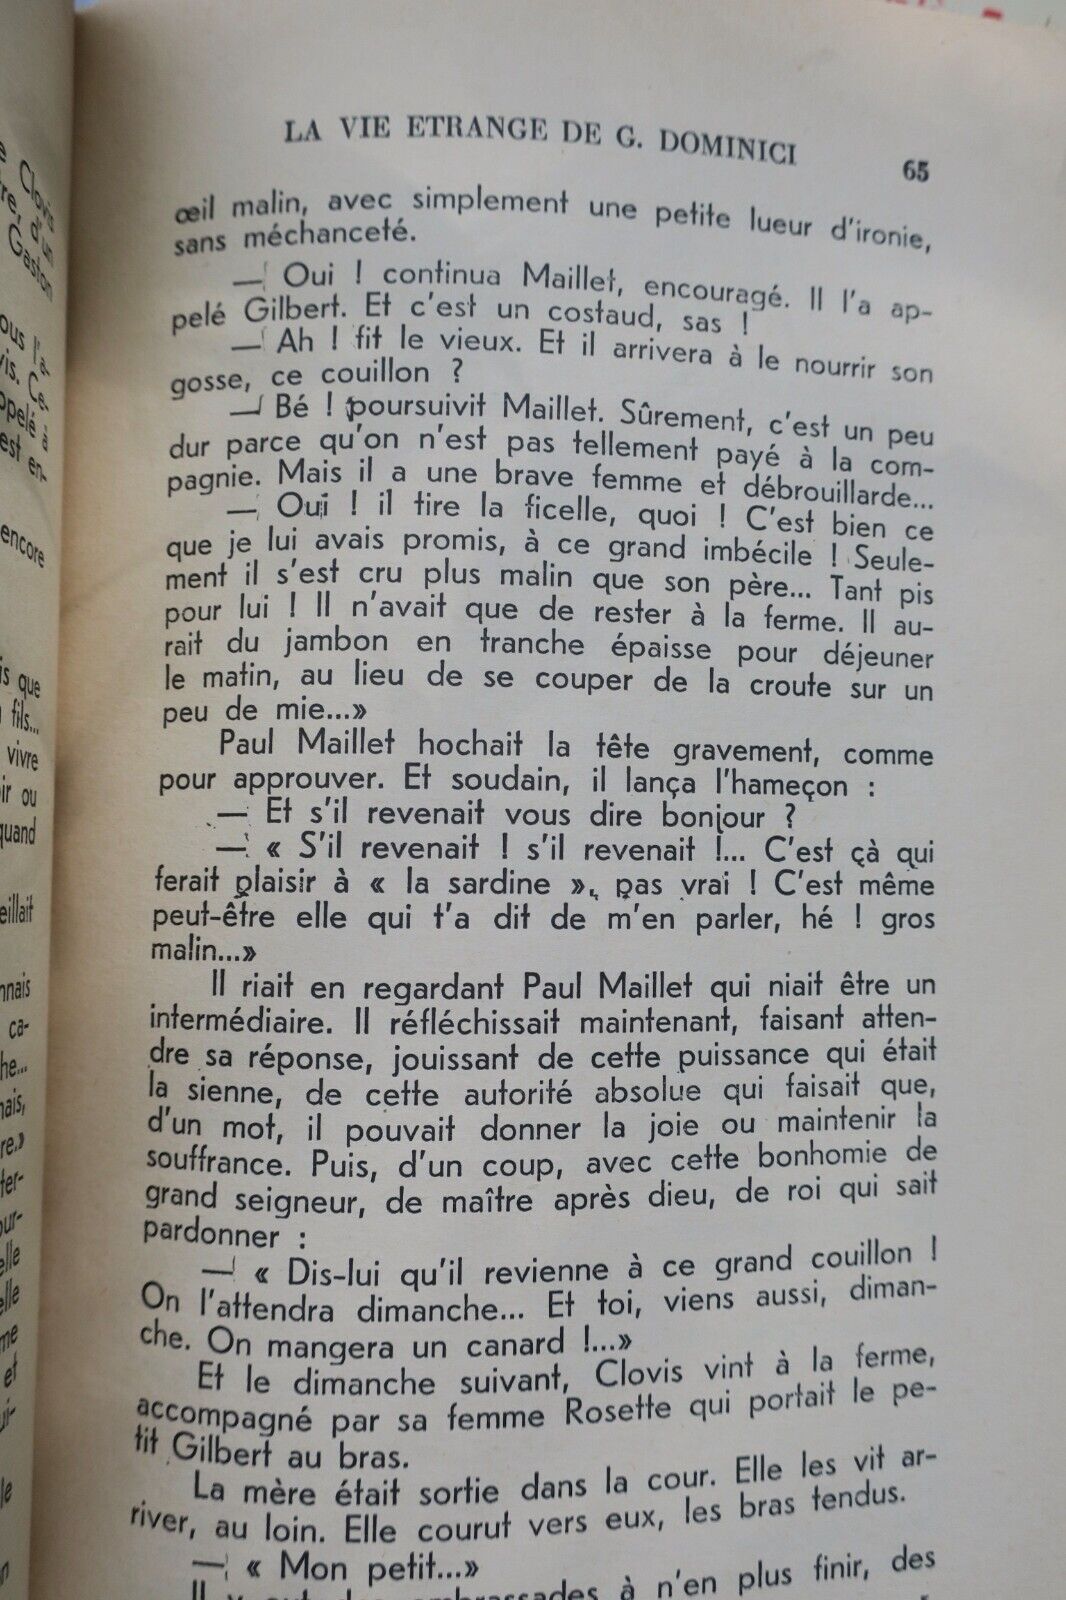 LA VIE ETRANGE DE G. DOMINICI
65
œil malin, avec simplement une petite lueur d'ironie,
sans méchanceté.
— Oui ! continua Maillet, encouragé. Il l'a ap-
pelé Gilbert. Et c'est un costaud, sas !
— Ah ! fit le vieux. Et il arrivera à le nourrir son
gosse, ce couillon ?
— Bé ! poursuivit Maillet. Sûrement, c'est un peu
dur parce qu'on n'est pas tellement payé à la com-
pagnie. Mais il a une brave femme et débrouillarde...
— Oui ! il tire la ficelle, quoi ! C'est bien ce
que je lui avais promis, à ce grand imbécile ! Seule-
ment il s'est cru plus malin que son père... Tant pis
pour lui ! Il n'avait que de rester à la ferme. Il au-
rait du jambon en tranche épaisse pour déjeuner
le matin, au lieu de se couper de la croute sur un
peu de mie...»
Paul Maillet hochait la tête gravement, comme
pour approuver. Et soudain, il lança l'hameçon :
— Et s'il revenait vous dire bonjour ?
— « S'il revenait ! s'il revenait !... C'est çà qui
ferait plaisir à « la sardine », pas vrai ! C'est même
peut-être elle qui t'a dit de m'en parler, hé ! gros
malin...»
Il riait en regardant Paul Maillet qui niait être un
intermédiaire. Il réfléchissait maintenant, faisant atten-
dre sa réponse, jouissant de cette puissance qui était
la sienne, de cette autorité absolue qui faisait que,
d'un mot, il pouvait donner la joie ou maintenir la
souffrance. Puis, d'un coup, avec cette bonhomie de
grand seigneur, de maître après dieu, de roi qui sait
pardonner :
— « Dis-lui qu'il revienne à ce grand couillon !
On l'attendra dimanche... Et toi, viens aussi, diman-
che. On mangera un canard !...»
Et le dimanche suivant, Clovis vint à la ferme,
accompagné par sa femme Rosette qui portait le pe-
tit Gilbert au bras.
La mère était sortie dans la cour. Elle les vit ar-
river, au loin. Elle courut vers eux, les bras tendus.
— « Mon petit...»
Il y eut des embrassades à n'en plus finir, des